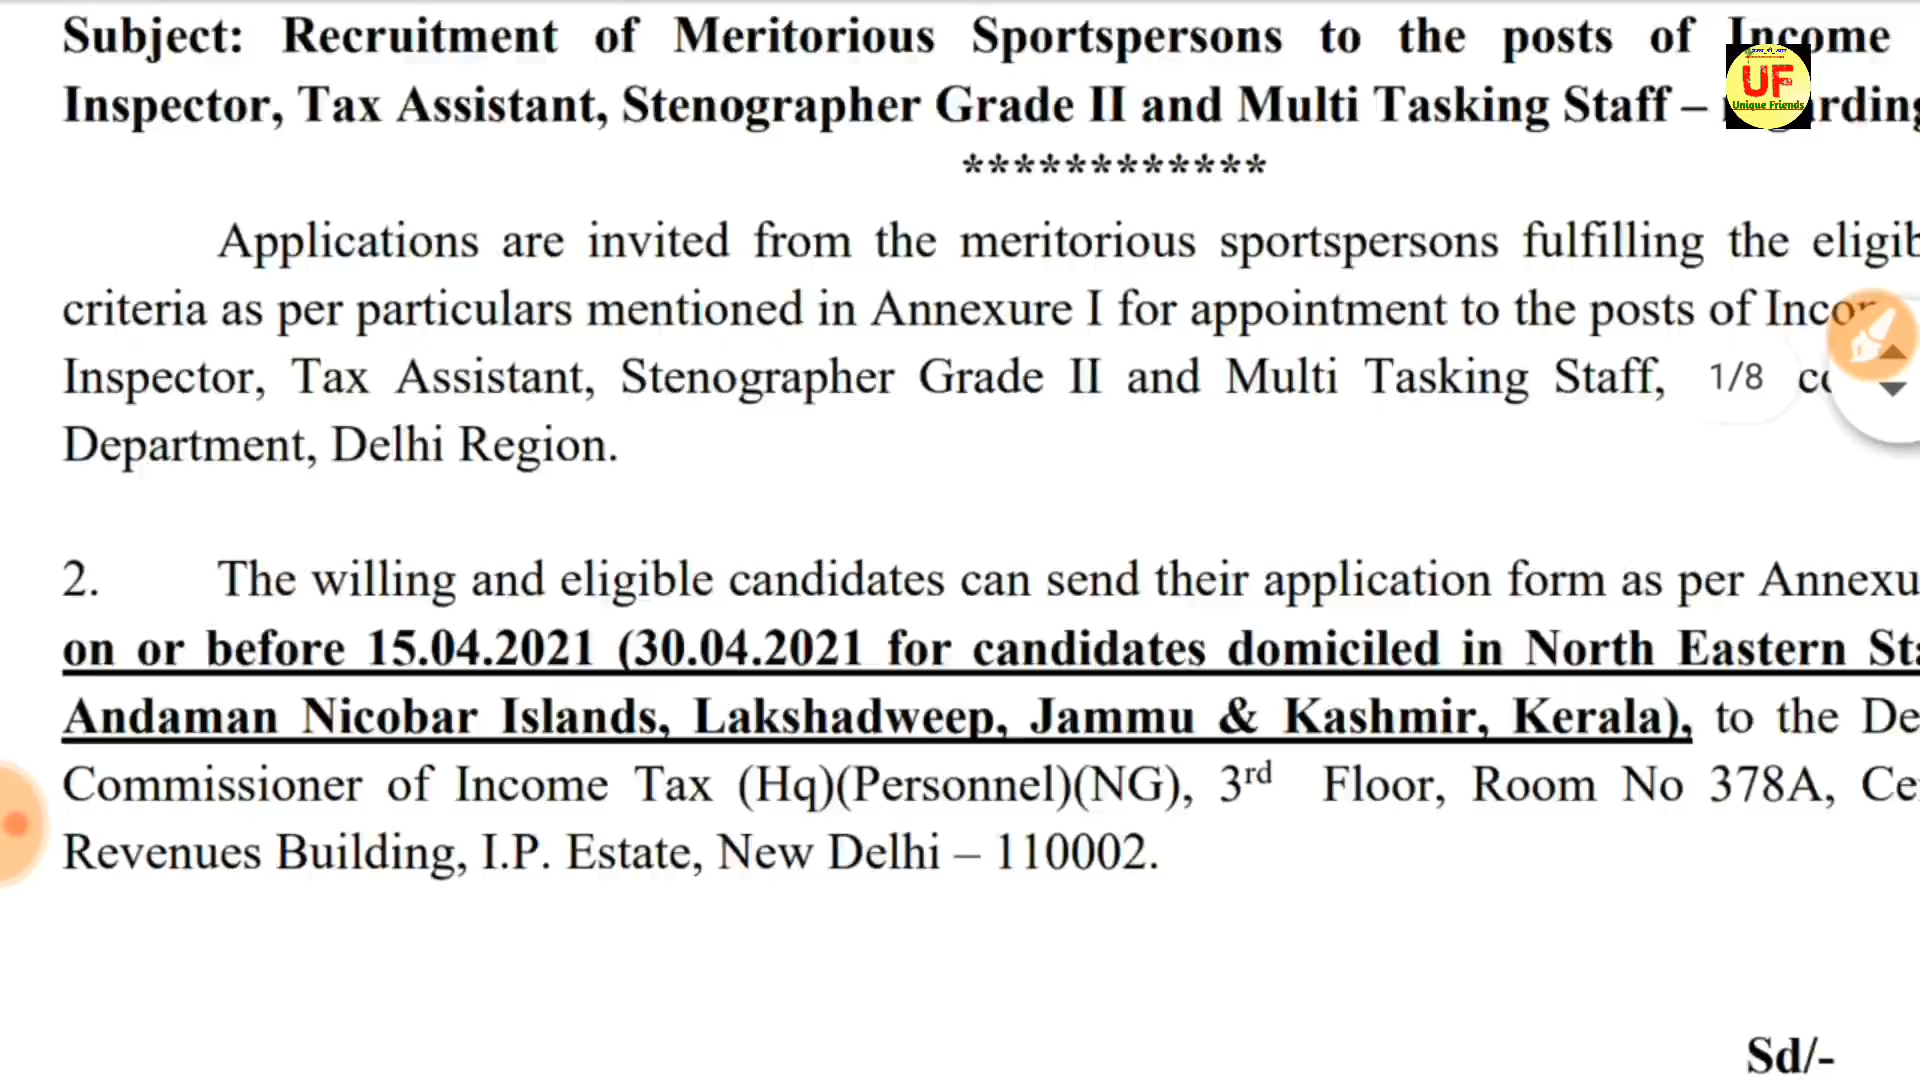 Subject: Recruitment of Meritorious Sportspersons to the posts of Income
UF
Unique Friends
Inspector, Tax Assistant, Stenographer Grade II and Multi Tasking Staff –
************
Applications are invited from the meritorious sportspersons fulfilling the
criteria as per particulars mentioned in Annexure I for appointment to the posts of
Inspector, Tax Assistant, Stenographer Grade II and Multi Tasking Staff,
1/8
Department, Delhi Region.
2. The willing and eligible candidates can send their application form as per
on or before 15.04.2021 (30.04.2021 for candidates domiciled in North Eastern
Andaman Nicobar Islands, Lakshadweep, Jammu & Kashmir, Kerala), to the
Commissioner of Income Tax (Hq)(Personnel)(NG), 3rd Floor, Room No 378A,
Revenues Building, I.P. Estate, New Delhi – 110002.
Sd/-